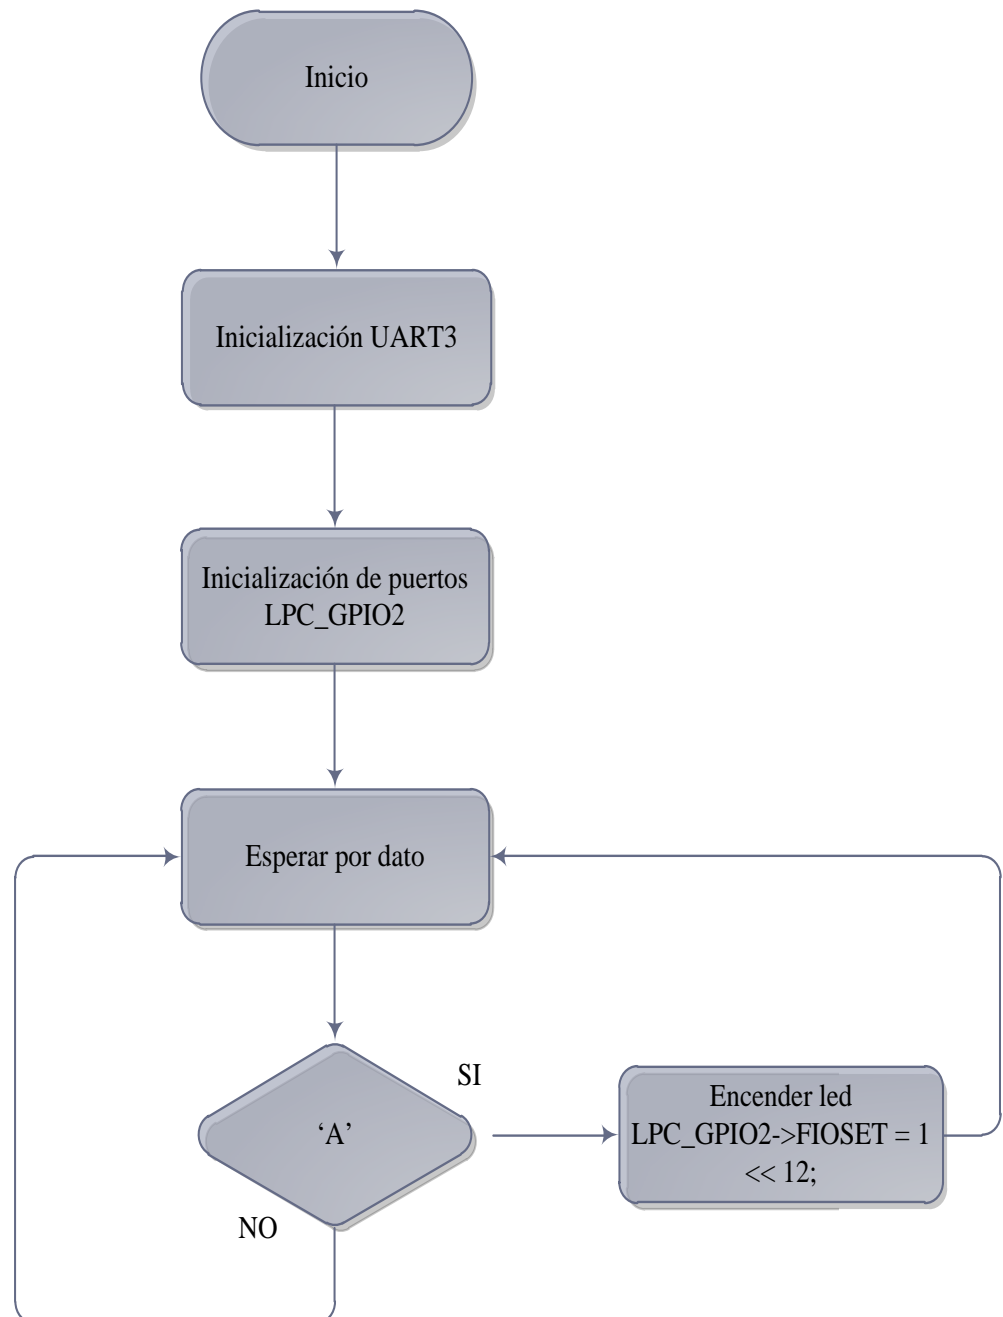 Inicio
Inicialización UART3
Inicialización de puertos
LPC_GPIO2
Esperar por dato
SI
‘A’
Encender led
LPC_GPIO2->FIOSET = 1
<< 12;
NO